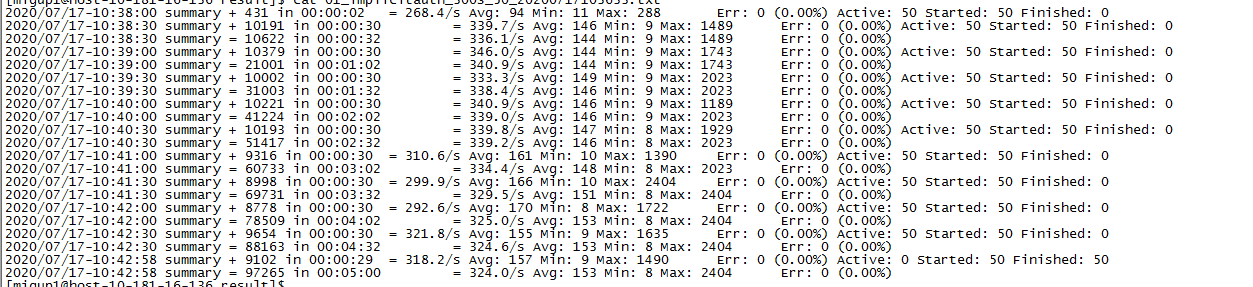 2020/07/17-10:38:00 summary + 431 in 00:00:02 = 268.4/s Avg: 94 Min: 11 Max: 288 Err: 0 (0.00%) Active: 50 Started: 50 Finished: 0
2020/07/17-10:38:30 summary + 10191 in 00:00:30 = 339.7/s Avg: 146 Min: 9 Max: 1489 Err: 0 (0.00%) Active: 50 Started: 50 Finished: 0
2020/07/17-10:38:30 summary = 10622 in 00:00:32 = 336.1/s Avg: 144 Min: 9 Max: 1489 Err: 0 (0.00%)
2020/07/17-10:39:00 summary + 10379 in 00:00:30 = 346.0/s Avg: 144 Min: 9 Max: 1743 Err: 0 (0.00%) Active: 50 Started: 50 Finished: 0
2020/07/17-10:39:00 summary = 21001 in 00:01:02 = 340.9/s Avg: 144 Min: 9 Max: 1743 Err: 0 (0.00%)
2020/07/17-10:39:30 summary + 10002 in 00:00:30 = 333.3/s Avg: 149 Min: 9 Max: 2023 Err: 0 (0.00%) Active: 50 Started: 50 Finished: 0
2020/07/17-10:39:30 summary = 31003 in 00:01:32 = 338.4/s Avg: 146 Min: 9 Max: 2023 Err: 0 (0.00%)
2020/07/17-10:40:00 summary + 10221 in 00:00:30 = 340.9/s Avg: 146 Min: 9 Max: 1189 Err: 0 (0.00%) Active: 50 Started: 50 Finished: 0
2020/07/17-10:40:00 summary = 41224 in 00:02:02 = 339.0/s Avg: 146 Min: 9 Max: 2023 Err: 0 (0.00%)
2020/07/17-10:40:30 summary + 10193 in 00:00:30 = 339.8/s Avg: 147 Min: 8 Max: 1929 Err: 0 (0.00%) Active: 50 Started: 50 Finished: 0
2020/07/17-10:40:30 summary = 51417 in 00:02:32 = 339.2/s Avg: 146 Min: 8 Max: 2023 Err: 0 (0.00%)
2020/07/17-10:41:00 summary + 9316 in 00:00:30 = 310.6/s Avg: 161 Min: 10 Max: 1390 Err: 0 (0.00%) Active: 50 Started: 50 Finished: 0
2020/07/17-10:41:00 summary = 60733 in 00:03:02 = 334.4/s Avg: 148 Min: 8 Max: 2023 Err: 0 (0.00%)
2020/07/17-10:41:30 summary + 8998 in 00:00:30 = 299.9/s Avg: 166 Min: 10 Max: 2404 Err: 0 (0.00%) Active: 50 Started: 50 Finished: 0
2020/07/17-10:41:30 summary = 69731 in 00:03:32 = 329.5/s Avg: 151 Min: 8 Max: 2404 Err: 0 (0.00%)
2020/07/17-10:42:00 summary + 8778 in 00:00:30 = 292.6/s Avg: 170 Min: 8 Max: 1722 Err: 0 (0.00%) Active: 50 Started: 50 Finished: 0
2020/07/17-10:42:00 summary = 78509 in 00:04:02 = 325.0/s Avg: 153 Min: 8 Max: 2404 Err: 0 (0.00%)
2020/07/17-10:42:30 summary + 9654 in 00:00:30 = 321.8/s Avg: 155 Min: 9 Max: 1635 Err: 0 (0.00%) Active: 50 Started: 50 Finished: 0
2020/07/17-10:42:30 summary = 88163 in 00:04:32 = 324.6/s Avg: 153 Min: 8 Max: 2404 Err: 0 (0.00%)
2020/07/17-10:42:58 summary + 9102 in 00:00:29 = 318.2/s Avg: 157 Min: 9 Max: 1490 Err: 0 (0.00%) Active: 0 Started: 50 Finished: 50
2020/07/17-10:42:58 summary = 97265 in 00:05:00 = 324.0/s Avg: 153 Min: 8 Max: 2404 Err: 0 (0.00%)
[migup1@host-10-181-16-136 result]$